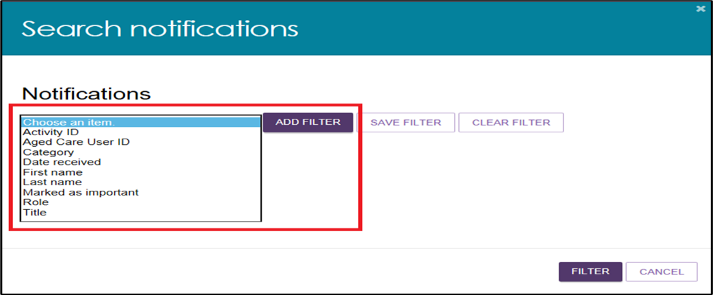 ×
Search notifications
Notifications
Choose an item. ADD FILTER SAVE FILTER CLEAR FILTER
Activity ID
Aged Care User ID
Category
Date received
First name
Last name
Marked as important
Role
Title
FILTER CANCEL